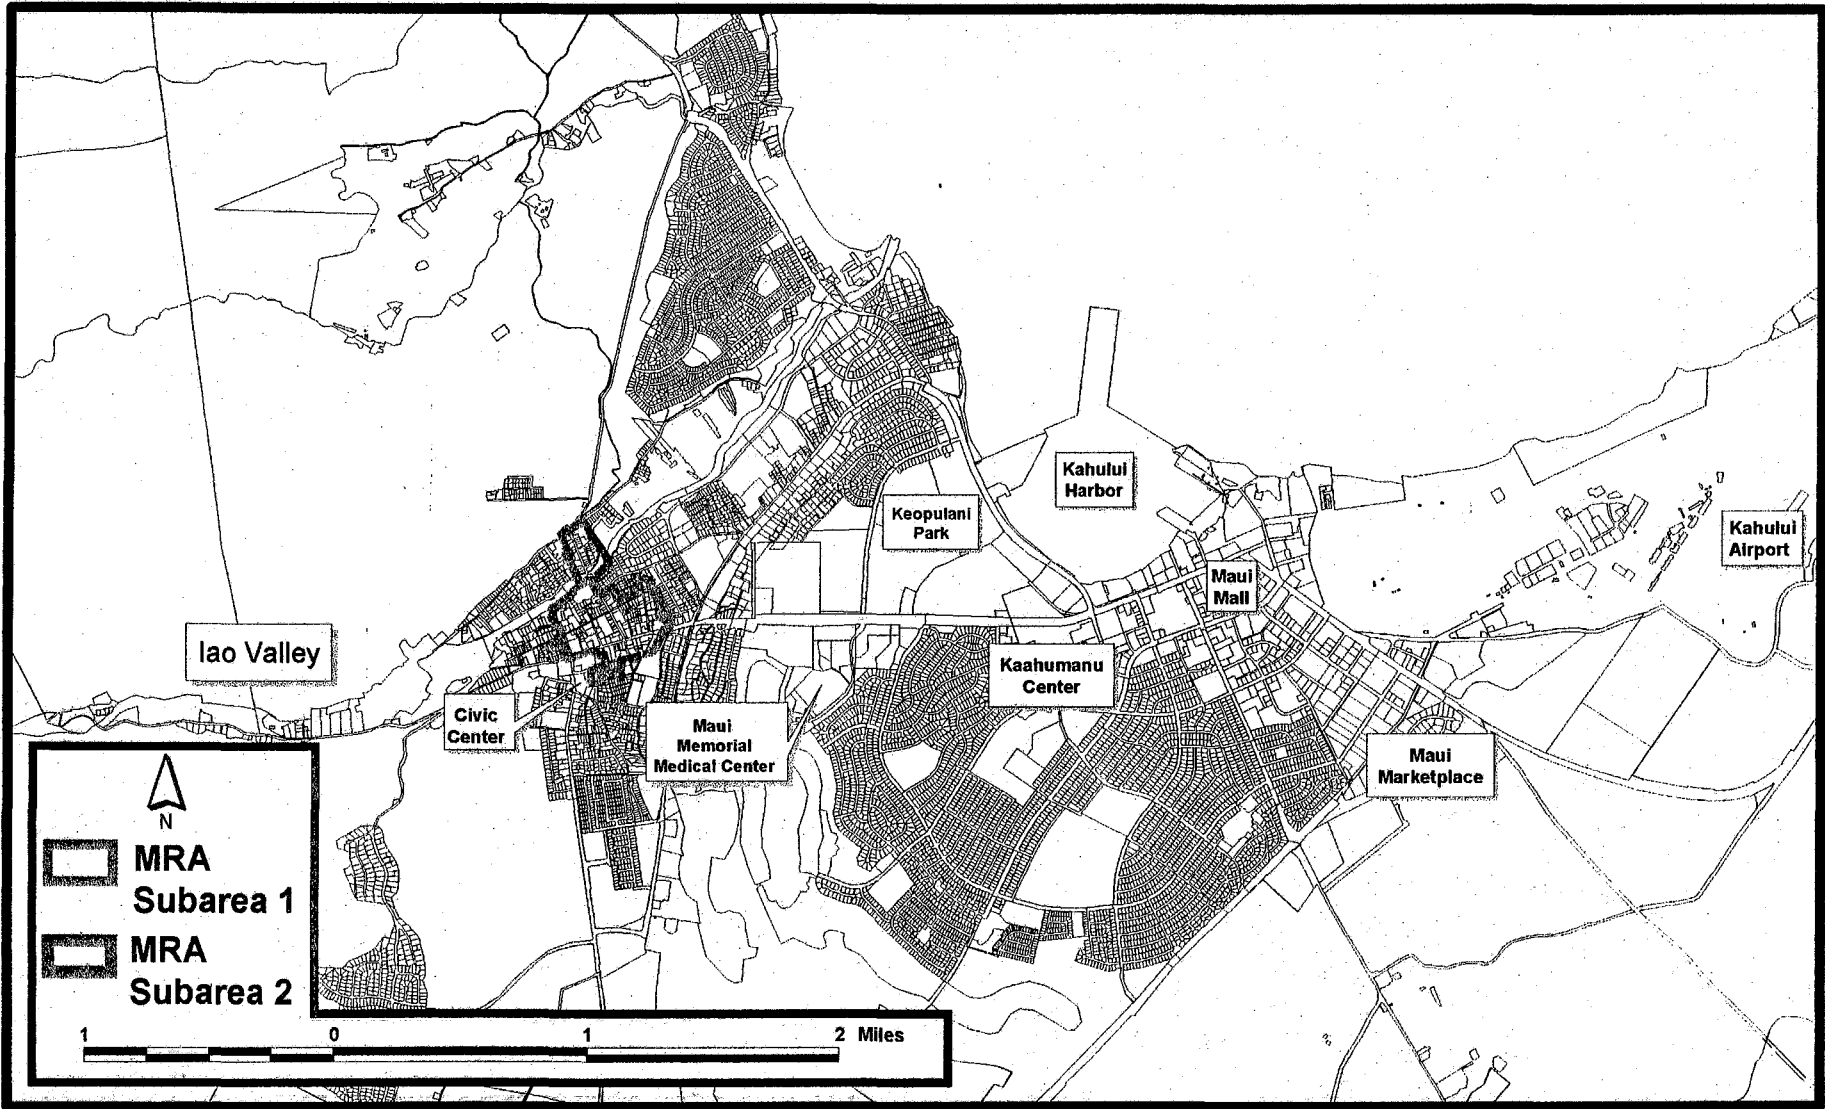 Kahului
Harbor
Keopulani
Park
Kahului
Airport
Maui
Mall
Iao Valley
Kaahumanu
Center
Civic
Center
Maui
Memorial
Medical Center
Maui
Marketplace
N
MRA
Subarea 1
MRA
Subarea 2
1 0 1 2 Miles